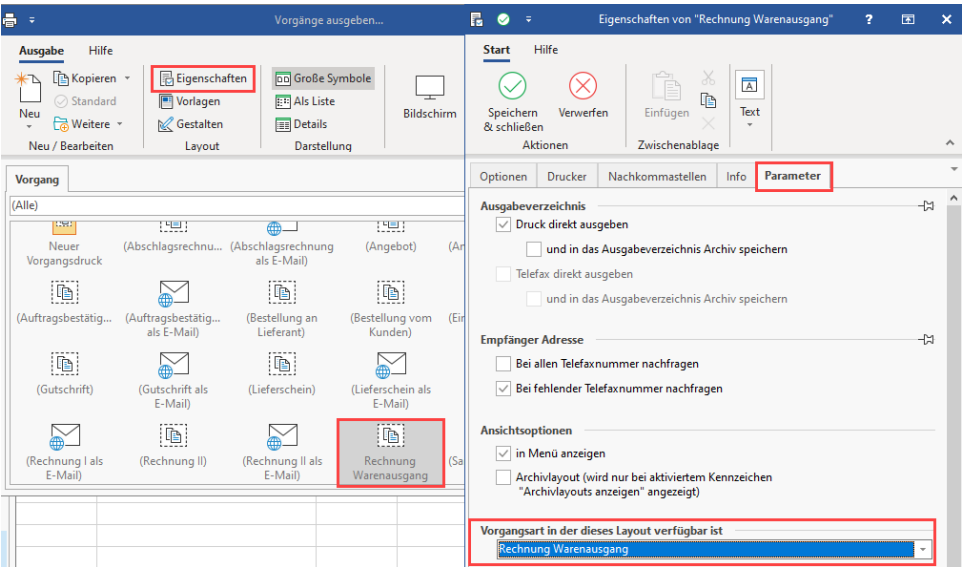 Vorgänge ausgeben...
Ausgabe Hilfe
Neu
Kopieren
Standard
Weitere
Neu / Bearbeiten
Eigenschaften
Vorlagen
Gestalten
Layout
Große Symbole
Als Liste
Details
Darstellung
Bildschirm
Vorgang
(Alle)
Neuer
Vorgangsdruck
(Abschlagsrechnu...
(Abschlagsrechnung
als E-Mail)
(Angebot)
(Auftragsbestätig...
(Auftragsbestätig...
als E-Mail)
(Bestellung an
Lieferant)
(Bestellung vom
Kunden)
(Gutschrift)
(Gutschrift als
E-Mail)
(Lieferschein)
(Lieferschein als
E-Mail)
(Rechnung I als
E-Mail)
(Rechnung II)
(Rechnung II als
E-Mail)
Rechnung
Warenausgang
Eigenschaften von "Rechnung Warenausgang"
Start Hilfe
Speichern
& schließen
Verwerfen
Aktionen
Einfügen
Zwischenablage
Text
Optionen Drucker Nachkommastellen Info Parameter
Ausgabeverzeichnis
Druck direkt ausgeben
und in das Ausgabeverzeichnis Archiv speichern
Telefax direkt ausgeben
und in das Ausgabeverzeichnis Archiv speichern
Empfänger Adresse
Bei allen Telefaxnummer nachfragen
Bei fehlender Telefaxnummer nachfragen
Ansichtsoptionen
in Menü anzeigen
Archivlayout (wird nur bei aktiviertem Kennzeichen
"Archivlayouts anzeigen" angezeigt)
Vorgangsart in der dieses Layout verfügbar ist
Rechnung Warenausgang